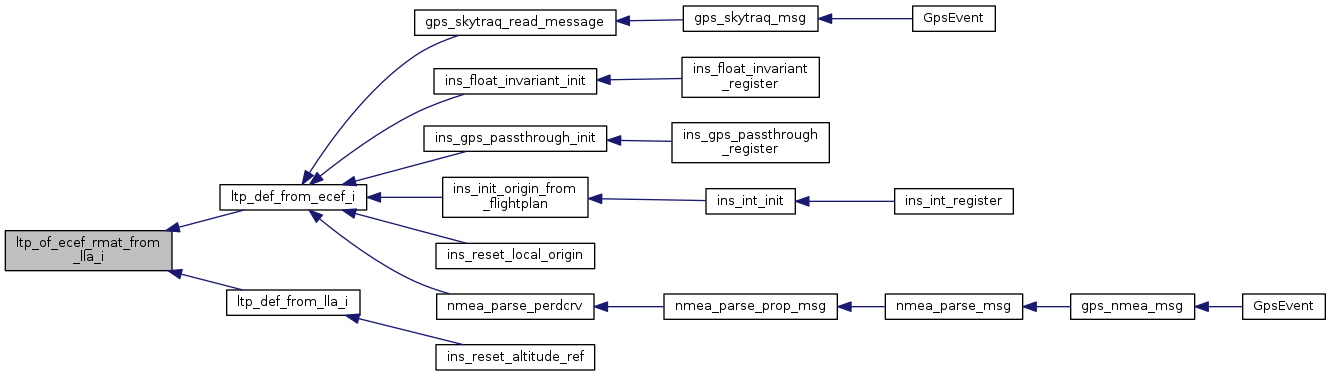 gps_skytraq_read_message
gps_skytraq_msg
GpsEvent
ins_float_invariant_init
ins_float_invariant
_register
ins_gps_passthrough_init
ins_gps_passthrough
_register
ltp_def_from_ecef_i
ins_init_origin_from
_flightplan
ins_int_init
ins_int_register
ltp_of_ecef_rmat_from
_lla_i
ins_reset_local_origin
ltp_def_from_lla_i
nmea_parse_perdcrv
nmea_parse_prop_msg
nmea_parse_msg
gps_nmea_msg
GpsEvent
ins_reset_altitude_ref